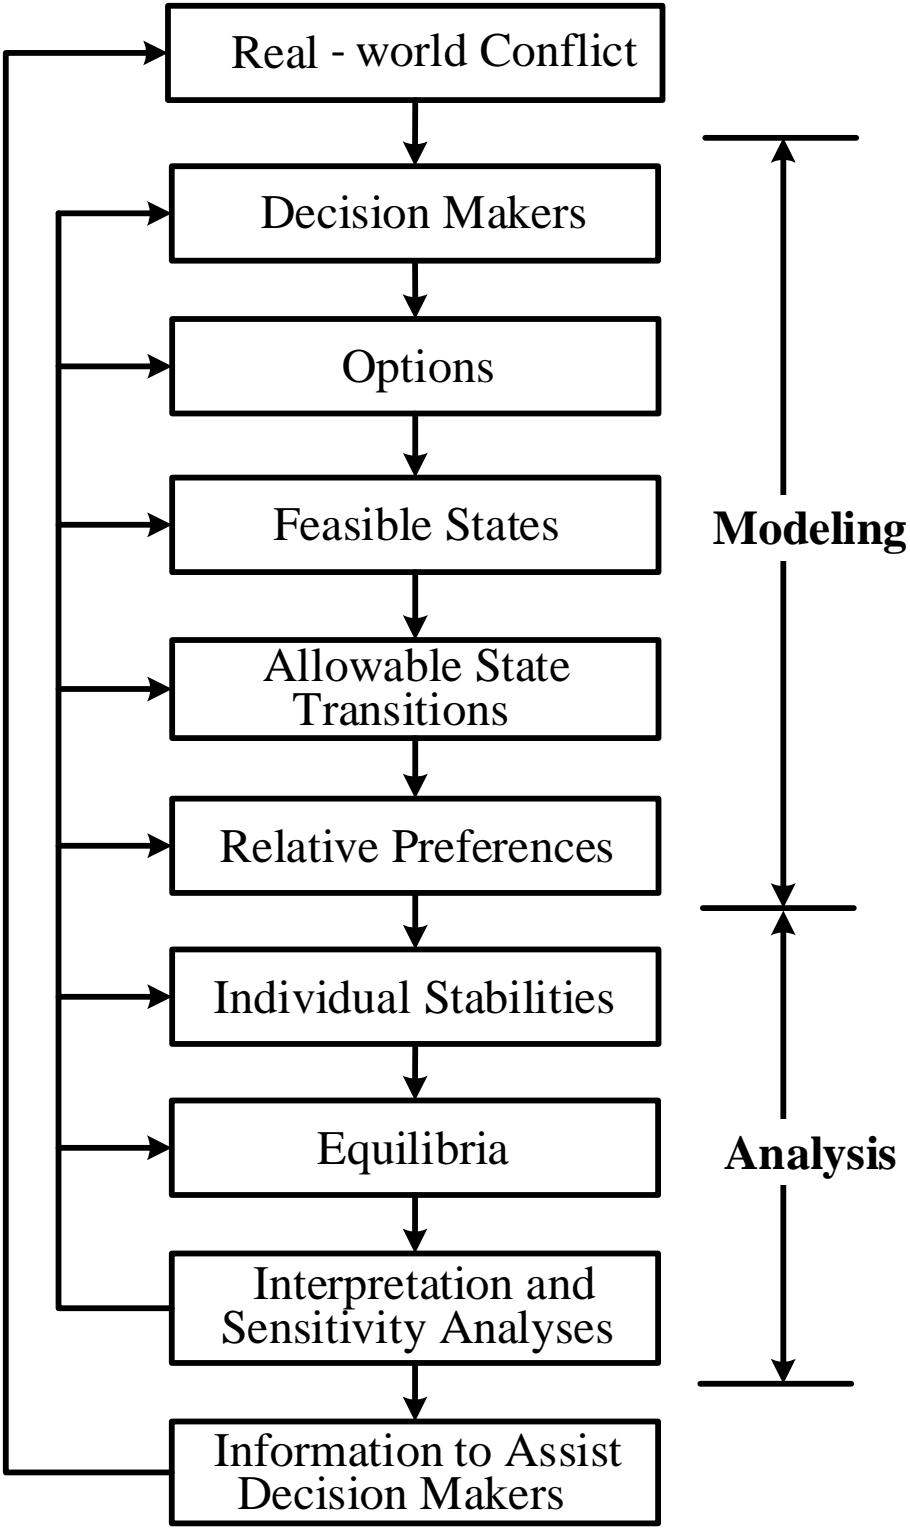 Real - world Conflict
Decision Makers
Options
Feasible States
Modeling
Allowable State
Transitions
Relative Preferences
Individual Stabilities
Equilibria
Analysis
Interpretation and
Sensitivity Analyses
Information to Assist
Decision Makers